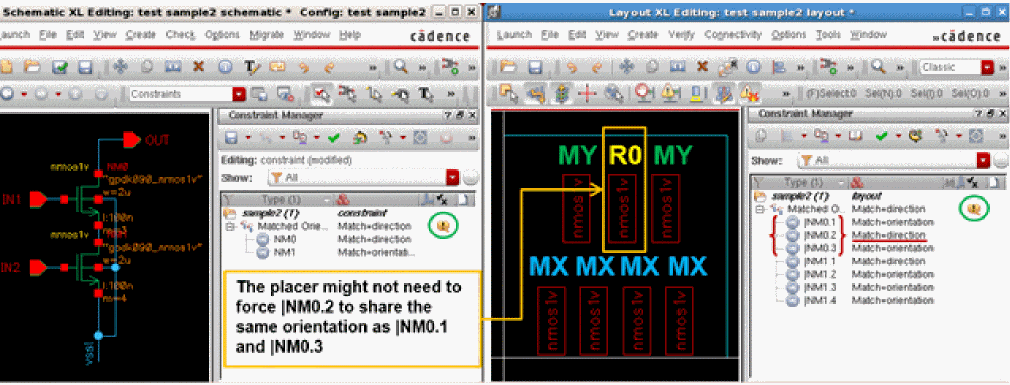 Schematic XL Editing: test sample2 schematic * Config: test sample2
aunch File Edit View Create Check Options Migrate Window Help cādence
Constraints
Constraint Manager
Editing: constraint (modified)
Show: All
Type (1)
sample2 (1) constraint
Matched Orie... Match=direction
NM0 Match=direction
NM1 Match=orientati...
OUT
nmos1v NM0
"gpdk090_nmos1v"
w=2u
IN1
l:100n
nmos1v
"gpdk090_nmos1v"
w=2u
IN2
l:100n
m=4
vss!
The placer might not need to
force |NM0.2 to share the
same orientation as |NM0.1
and |NM0.3
Layout XL Editing: test sample2 layout *
Launch File Edit View Create Verify Connectivity Options Tools Window » cādence
Classic
(F)Select:0 Sel(N):0 Sel(I):0 Sel(O):0
MY R0 MY
nmos1v nmos1v nmos1v
MX MX MX MX
nmos1v nmos1v nmos1v nmos1v
Constraint Manager
Show: All
Type (1)
sample2 (1) layout
Matched O... Match=direction
|NM0.1 Match=orientation
|NM0.2 Match=direction
|NM0.3 Match=orientation
|NM1.1 Match=direction
|NM1.2 Match=orientation
|NM1.3 Match=orientation
|NM1.4 Match=orientation